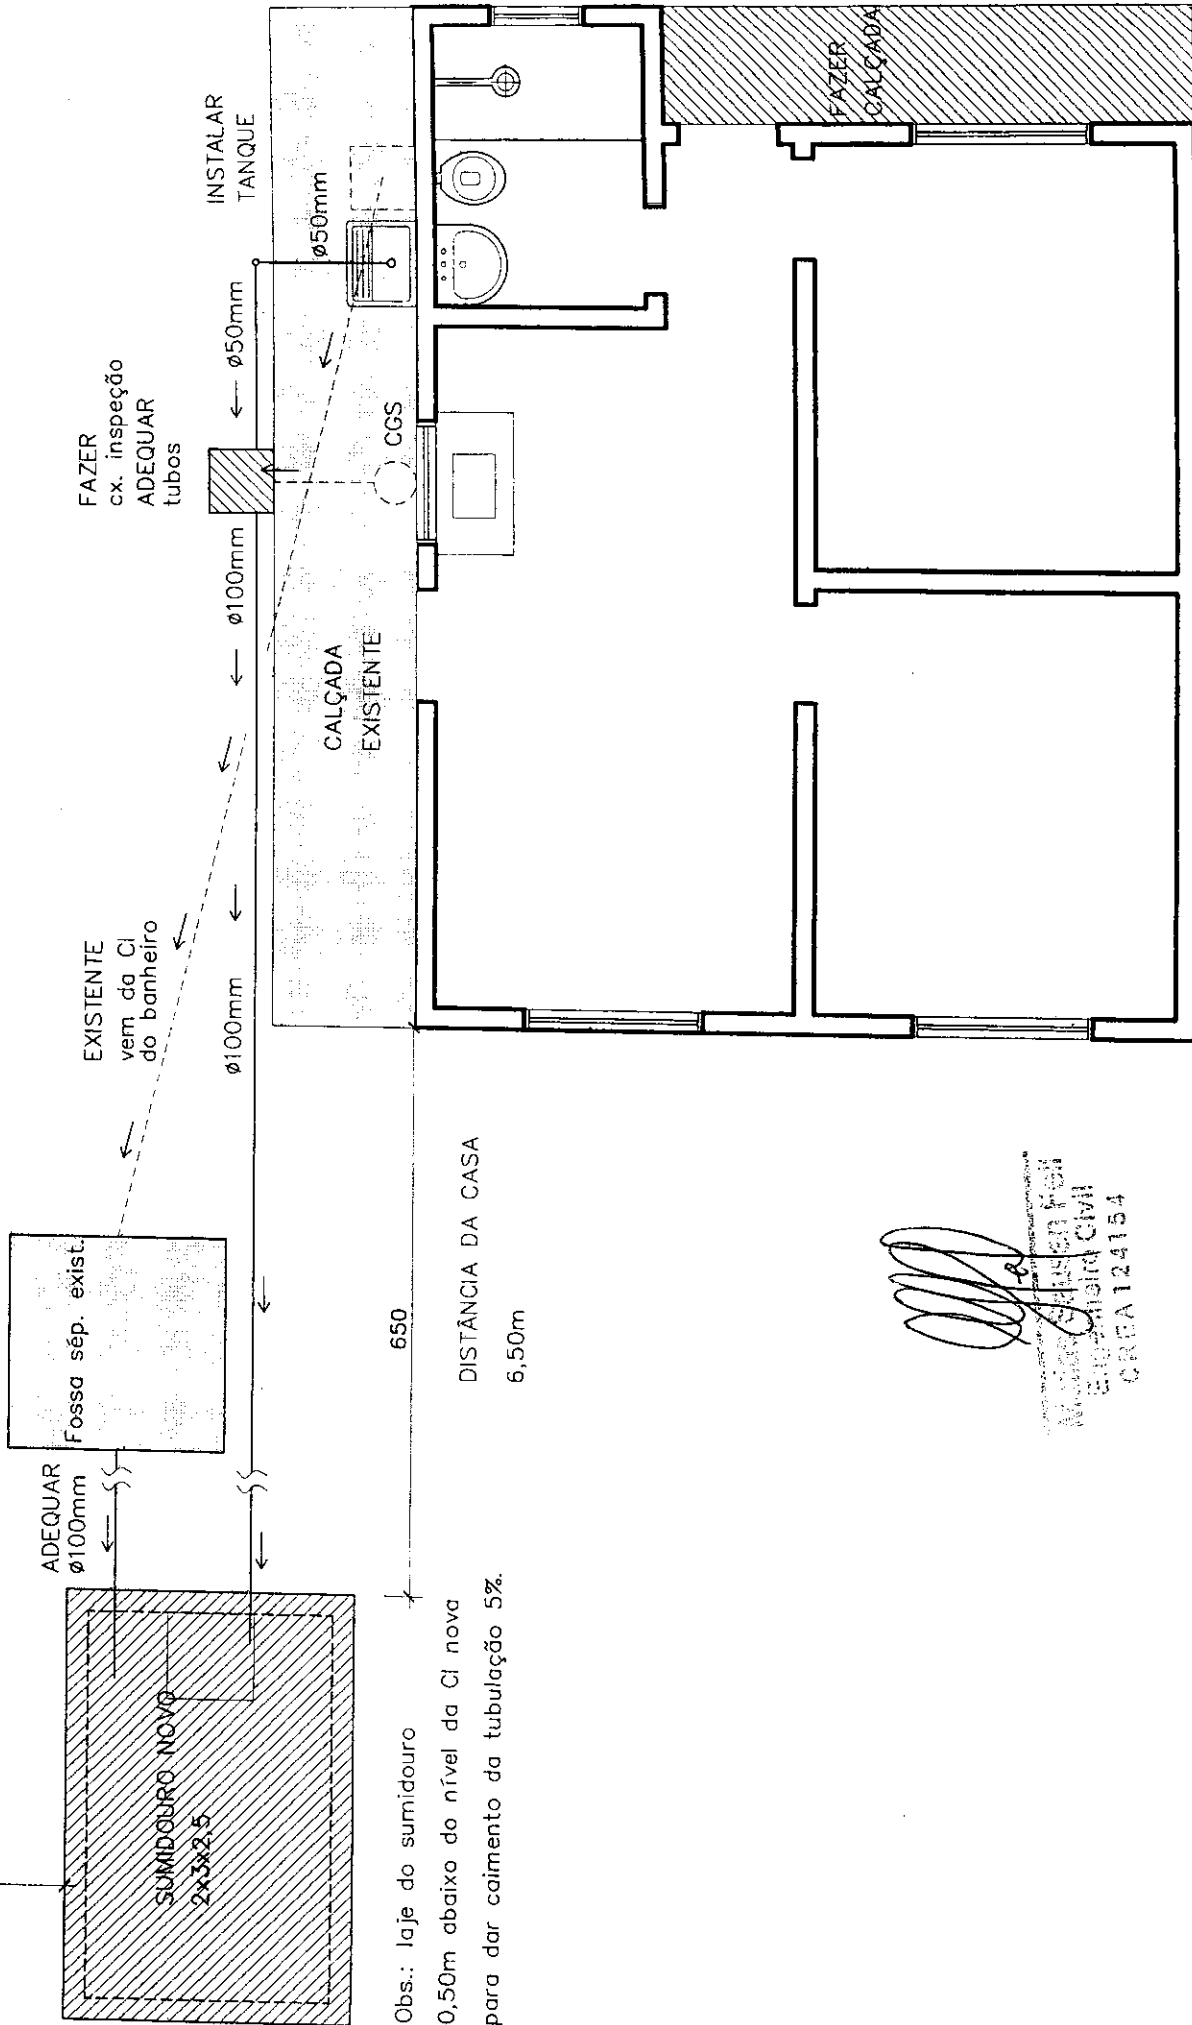 INSTALAR
TANQUE
ø50mm
FAZER
cx. inspeção
ADEQUAR
tubos
ø50mm
ø100mm
CGS
CALÇADA
EXISTENTE
FAZER
CALÇADA
EXISTENTE
vem da CI
do banheiro
ø100mm
Fossa sép. exist.
ADEQUAR
ø100mm
650
DISTÂNCIA DA CASA
6,50m
SUMIDOURO NOVO
2x3x2,5
Obs.: laje do sumidouro
0,50m abaixo do nível da CI nova
para dar caimento da tubulação 5%.
Engenheiro Civil
CREA 124154